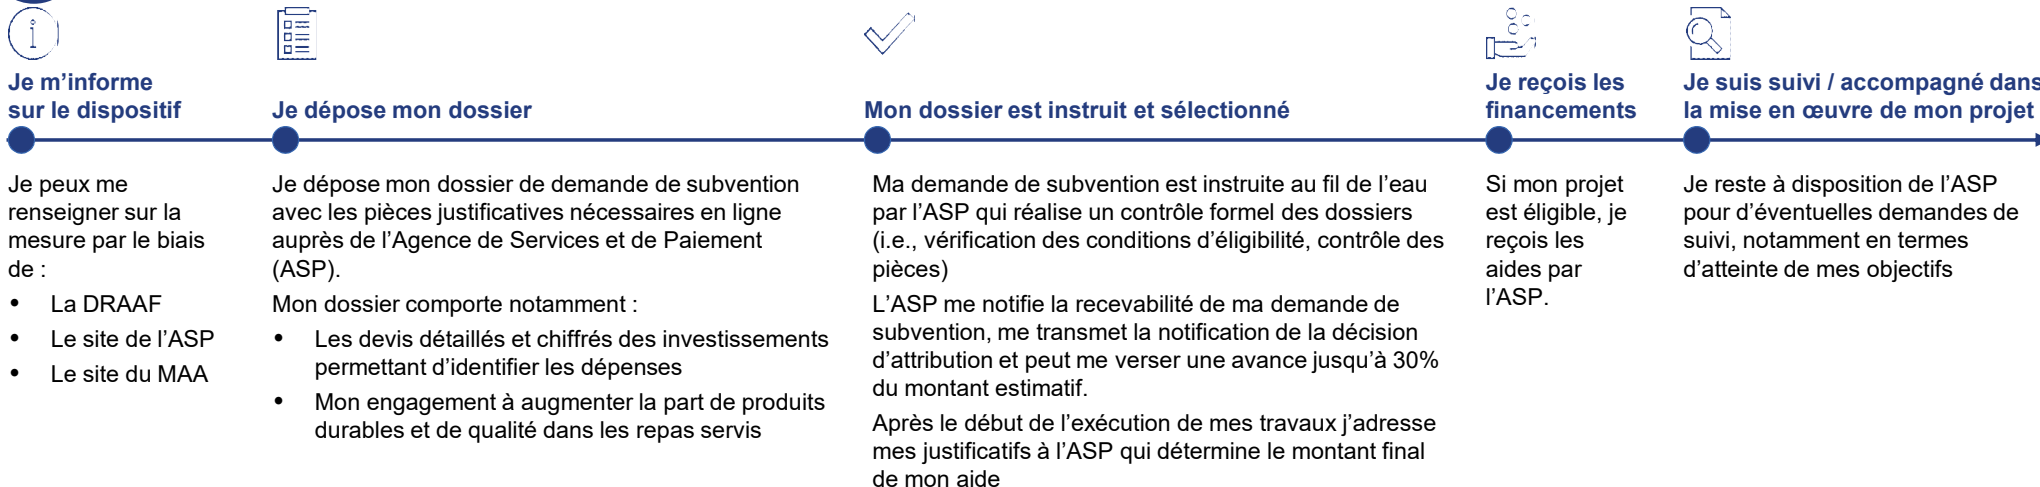 Je m’informe
sur le dispositif
Je peux me
renseigner sur la
mesure par le biais
de :
• La DRAAF
• Le site de l’ASP
• Le site du MAA
Je dépose mon dossier
Je dépose mon dossier de demande de subvention
avec les pièces justificatives nécessaires en ligne
auprès de l’Agence de Services et de Paiement
(ASP).
Mon dossier comporte notamment :
• Les devis détaillés et chiffrés des investissements
permettant d’identifier les dépenses
• Mon engagement à augmenter la part de produits
durables et de qualité dans les repas servis
Mon dossier est instruit et sélectionné
Ma demande de subvention est instruite au fil de l’eau
par l’ASP qui réalise un contrôle formel des dossiers
(i.e., vérification des conditions d’éligibilité, contrôle des
pièces)
L’ASP me notifie la recevabilité de ma demande de
subvention, me transmet la notification de la décision
d’attribution et peut me verser une avance jusqu’à 30%
du montant estimatif.
Après le début de l’exécution de mes travaux j’adresse
mes justificatifs à l’ASP qui détermine le montant final
de mon aide
Je reçois les
financements
Si mon projet
est éligible, je
reçois les
aides par
l’ASP.
Je suis suivi / accompagné dans
la mise en œuvre de mon projet
Je reste à disposition de l’ASP
pour d’éventuelles demandes de
suivi, notamment en termes
d’atteinte de mes objectifs